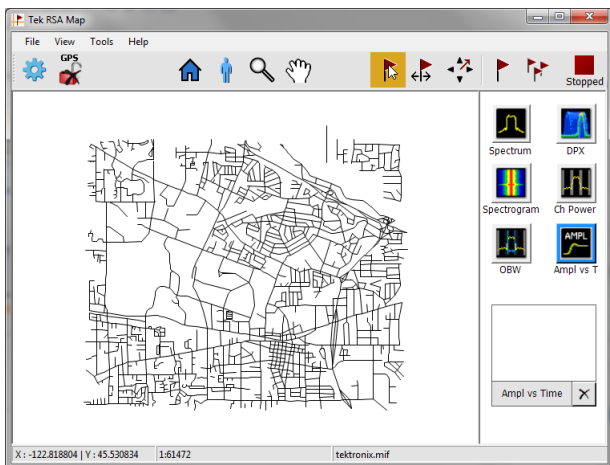 Tek RSA Map
File View Tools Help
GPS
Stopped
Spectrum DPX
Spectrogram Ch Power
AMPL
OBW Ampl vs T
Ampl vs Time
X : -122.818804 | Y : 45.530834 1:61472 tektronix.mif